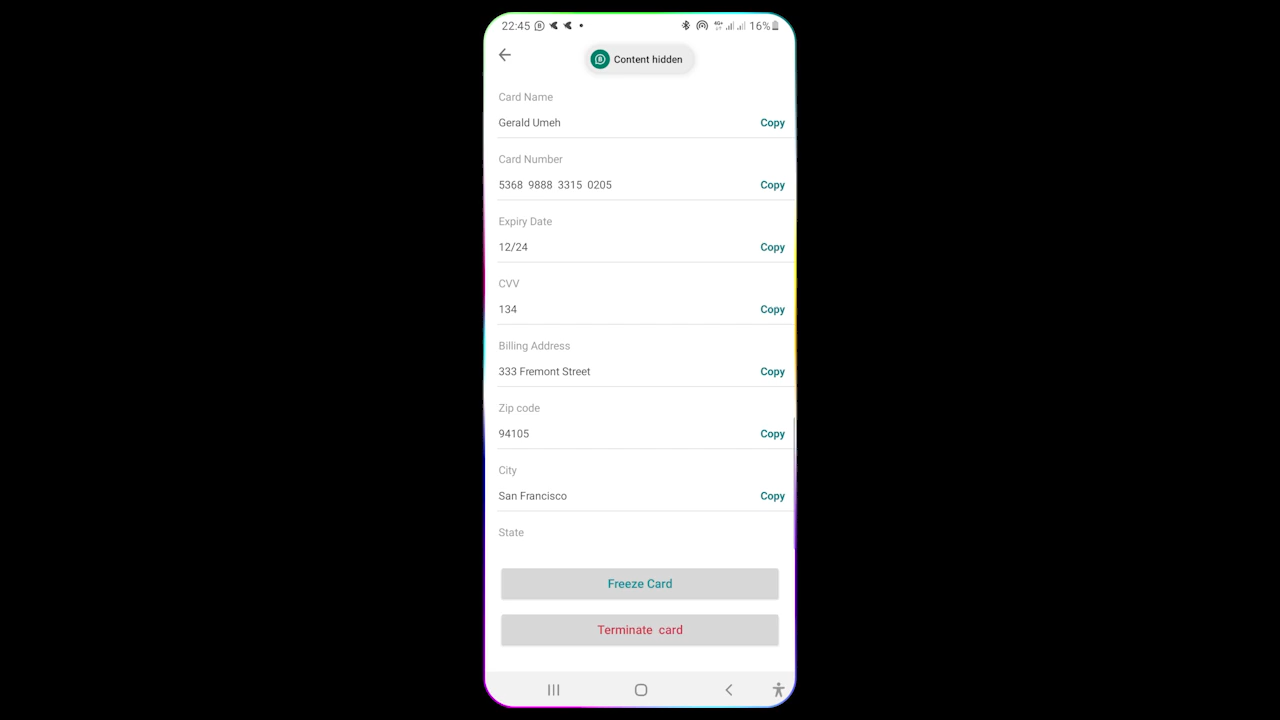 22:45 16%
Content hidden
Card Name
Gerald Umeh Copy
Card Number
5368 9888 3315 0205 Copy
Expiry Date
12/24 Copy
CVV
134 Copy
Billing Address
333 Fremont Street Copy
Zip code
94105 Copy
City
San Francisco Copy
State
Freeze Card
Terminate card